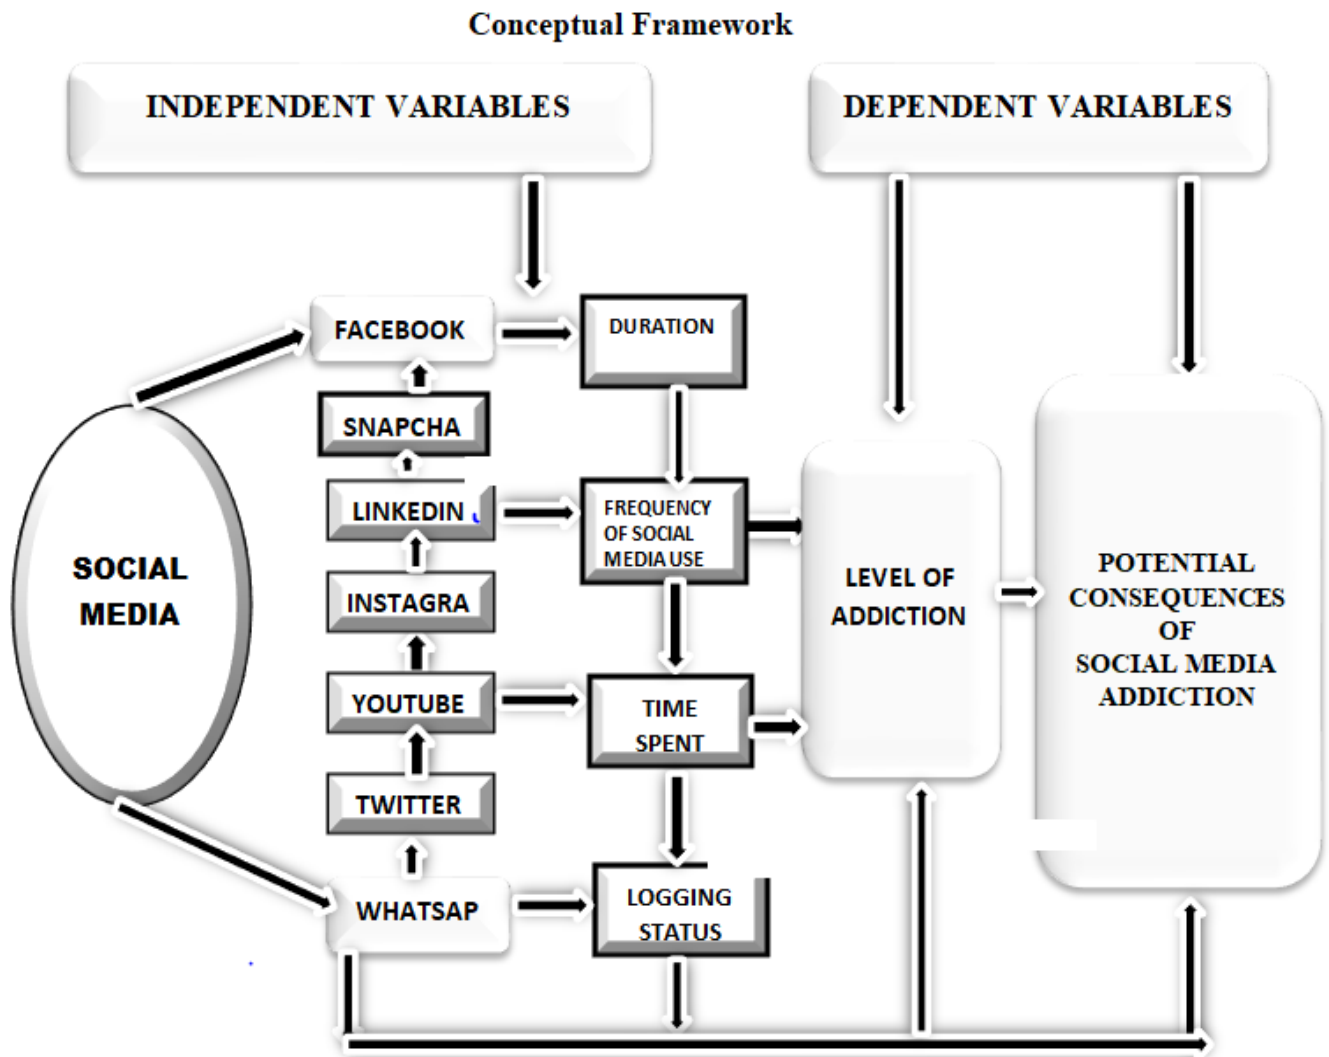 Conceptual Framework
INDEPENDENT VARIABLES
DEPENDENT VARIABLES
SOCIAL
MEDIA
FACEBOOK
SNAPCHA
LINKEDIN
INSTAGRA
YOUTUBE
TWITTER
WHATSAP
DURATION
FREQUENCY
OF SOCIAL
MEDIA USE
TIME
SPENT
LOGGING
STATUS
LEVEL OF
ADDICTION
POTENTIAL
CONSEQUENCES
OF
SOCIAL MEDIA
ADDICTION